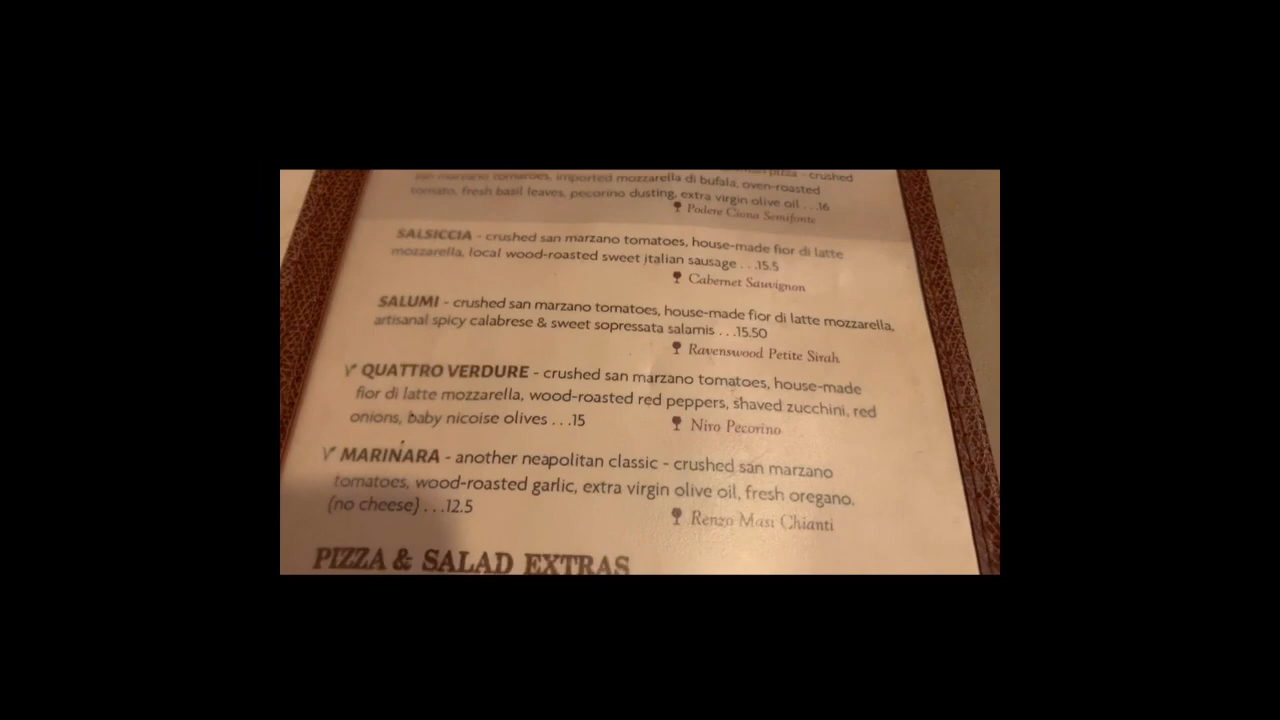 pizza - crushed
san marzano tomatoes, imported mozzarella di bufala, oven-roasted
tomato, fresh basil leaves, pecorino dusting, extra virgin olive oil . . .16
Podere Ciona Semifonte
SALSICCIA - crushed san marzano tomatoes, house-made fior di latte
mozzarella, local wood-roasted sweet italian sausage . . .15.5
Cabernet Sauvignon
SALUMI - crushed san marzano tomatoes, house-made fior di latte mozzarella,
artisanal spicy calabrese & sweet sopressata salamis . . .15.50
Ravenswood Petite Sirah
V QUATTRO VERDURE - crushed san marzano tomatoes, house-made
fior di latte mozzarella, wood-roasted red peppers, shaved zucchini, red
onions, baby nicoise olives . . .15
Niro Pecorino
V MARINARA - another neapolitan classic - crushed san marzano
tomatoes, wood-roasted garlic, extra virgin olive oil, fresh oregano.
(no cheese) . . .12.5
Renzo Masi Chianti
PIZZA & SALAD EXTRAS